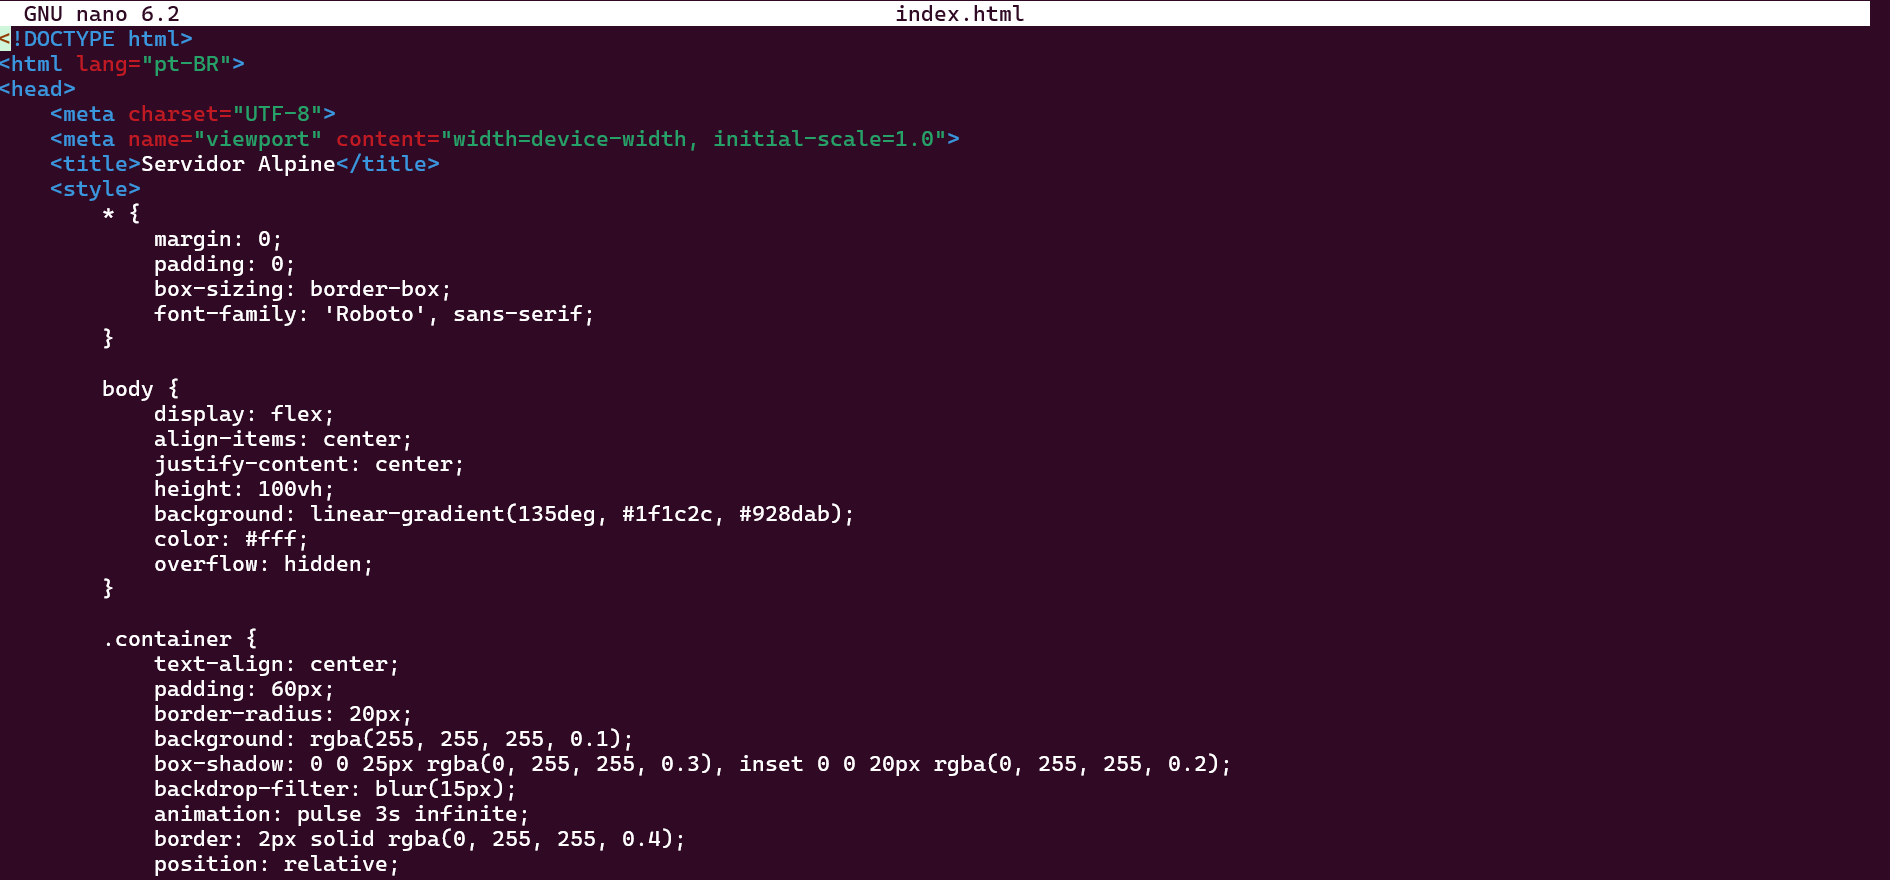 GNU nano 6.2 index.html
<!DOCTYPE html>
<html lang="pt-BR">
<head>
    <meta charset="UTF-8">
    <meta name="viewport" content="width=device-width, initial-scale=1.0">
    <title>Servidor Alpine</title>
    <style>
        * {
            margin: 0;
            padding: 0;
            box-sizing: border-box;
            font-family: 'Roboto', sans-serif;
        }

        body {
            display: flex;
            align-items: center;
            justify-content: center;
            height: 100vh;
            background: linear-gradient(135deg, #1f1c2c, #928dab);
            color: #fff;
            overflow: hidden;
        }

        .container {
            text-align: center;
            padding: 60px;
            border-radius: 20px;
            background: rgba(255, 255, 255, 0.1);
            box-shadow: 0 0 25px rgba(0, 255, 255, 0.3), inset 0 0 20px rgba(0, 255, 255, 0.2);
            backdrop-filter: blur(15px);
            animation: pulse 3s infinite;
            border: 2px solid rgba(0, 255, 255, 0.4);
            position: relative;